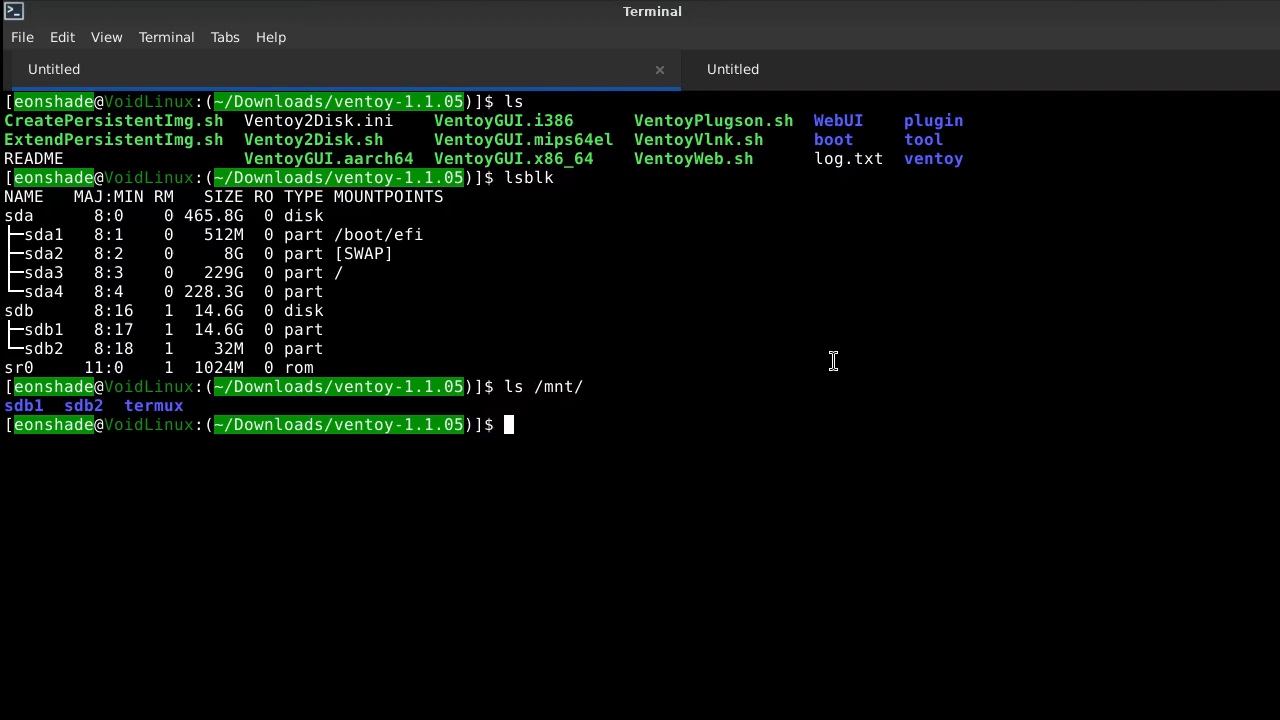 Terminal
File Edit View Terminal Tabs Help
Untitled × Untitled
[eonshade@VoidLinux:(~/Downloads/ventoy-1.1.05)]$ ls
CreatePersistentImg.sh  Ventoy2Disk.ini    VentoyGUI.i386      VentoyPlugson.sh  WebUI    plugin
ExtendPersistentImg.sh  Ventoy2Disk.sh     VentoyGUI.mips64el  VentoyVlnk.sh     boot     tool
README                  VentoyGUI.aarch64  VentoyGUI.x86_64    VentoyWeb.sh      log.txt  ventoy
[eonshade@VoidLinux:(~/Downloads/ventoy-1.1.05)]$ lsblk
NAME   MAJ:MIN RM   SIZE RO TYPE MOUNTPOINTS
sda      8:0    0 465.8G  0 disk
├─sda1   8:1    0   512M  0 part /boot/efi
├─sda2   8:2    0     8G  0 part [SWAP]
├─sda3   8:3    0   229G  0 part /
└─sda4   8:4    0 228.3G  0 part
sdb      8:16   1  14.6G  0 disk
├─sdb1   8:17   1  14.6G  0 part
└─sdb2   8:18   1    32M  0 part
sr0     11:0    1  1024M  0 rom
[eonshade@VoidLinux:(~/Downloads/ventoy-1.1.05)]$ ls /mnt/
sdb1  sdb2  termux
[eonshade@VoidLinux:(~/Downloads/ventoy-1.1.05)]$